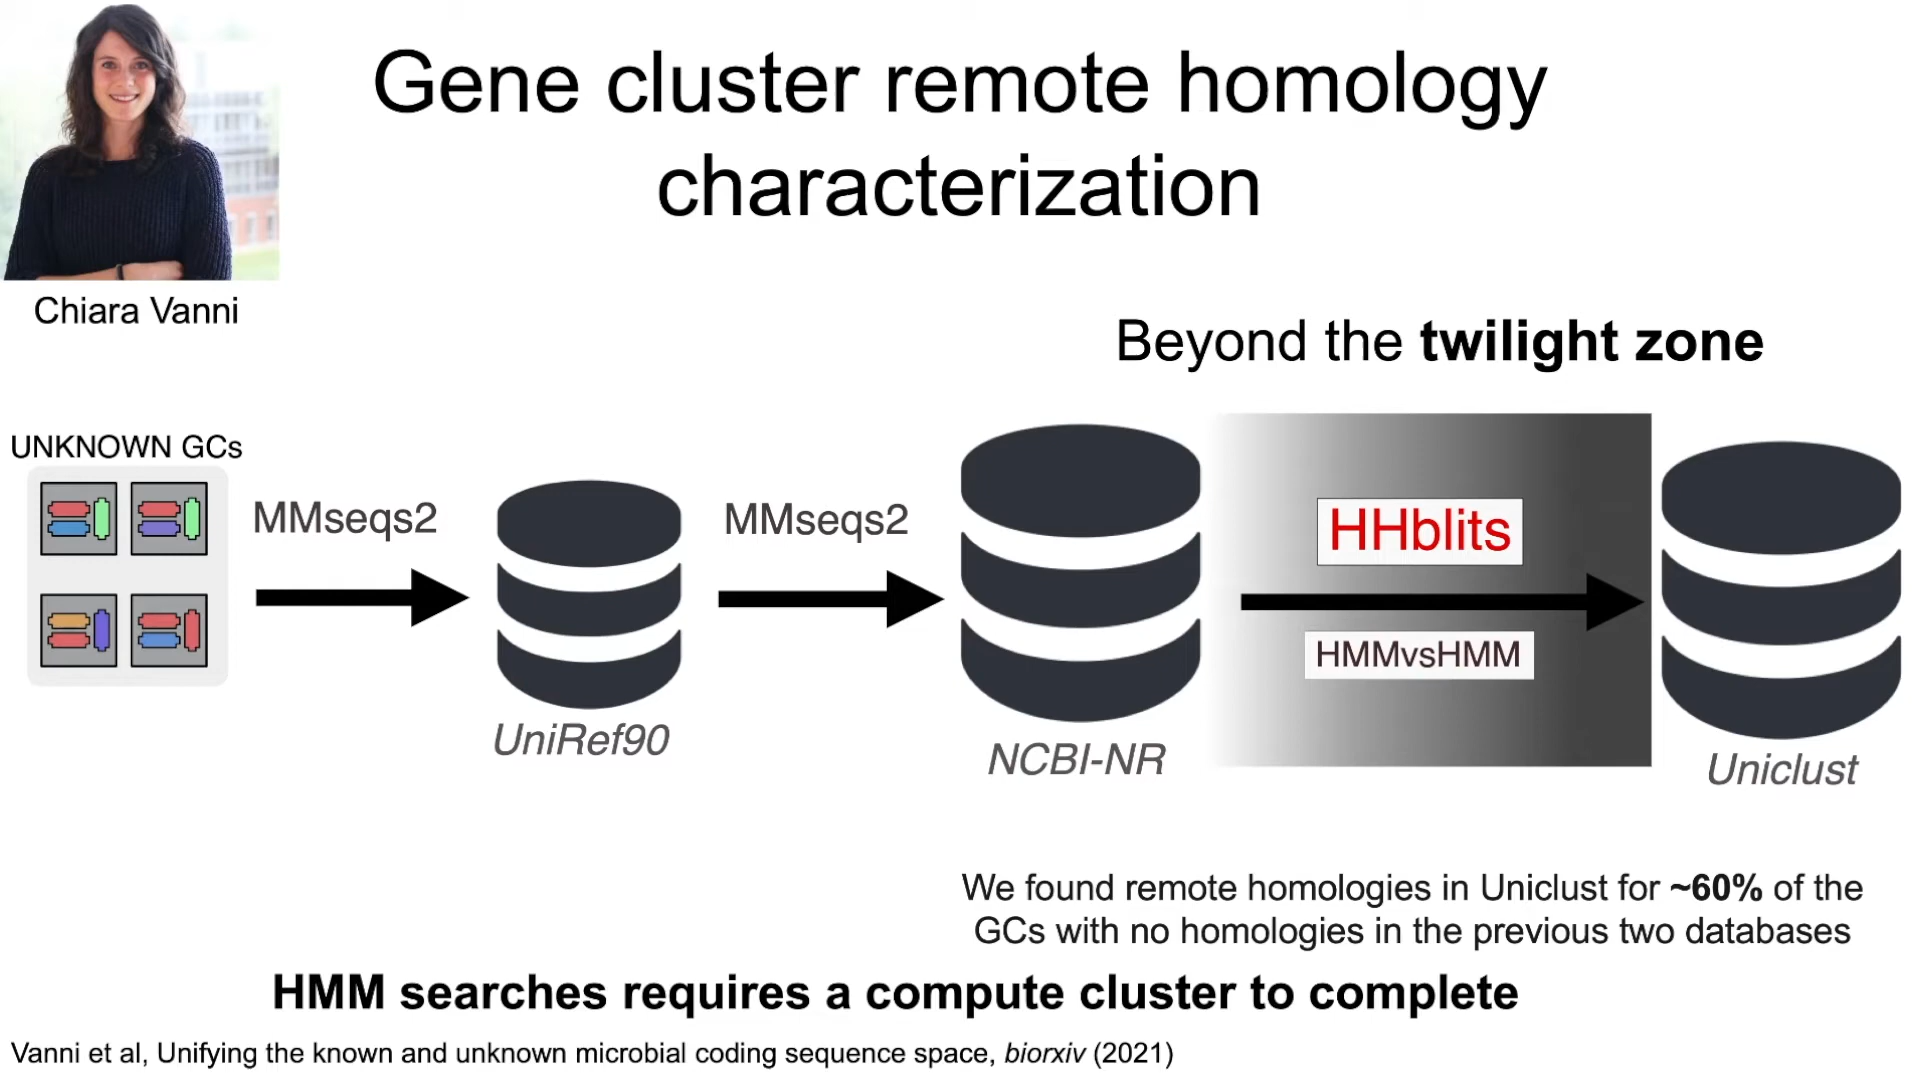 Gene cluster remote homology
characterization
Chiara Vanni
Beyond the twilight zone
UNKNOWN GCs
MMseqs2
MMseqs2
HHblits
HMMvsHMM
UniRef90
NCBI-NR
Uniclust
We found remote homologies in Uniclust for ~60% of the
GCs with no homologies in the previous two databases
HMM searches requires a compute cluster to complete
Vanni et al, Unifying the known and unknown microbial coding sequence space, biorxiv (2021)